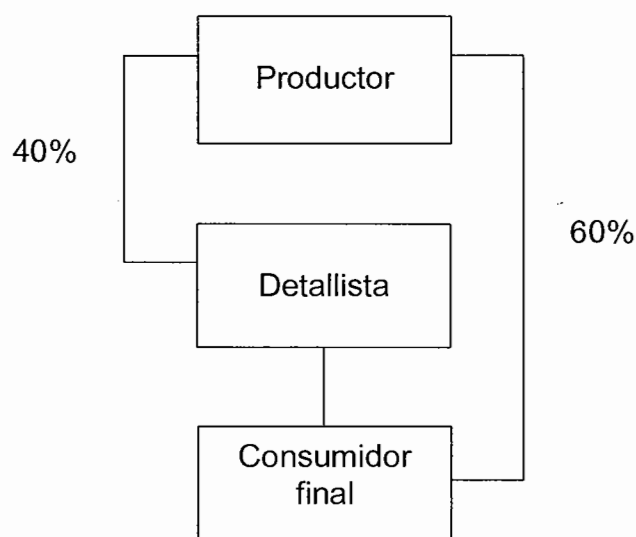 Productor
40%
60%
Detallista
Consumidor
final